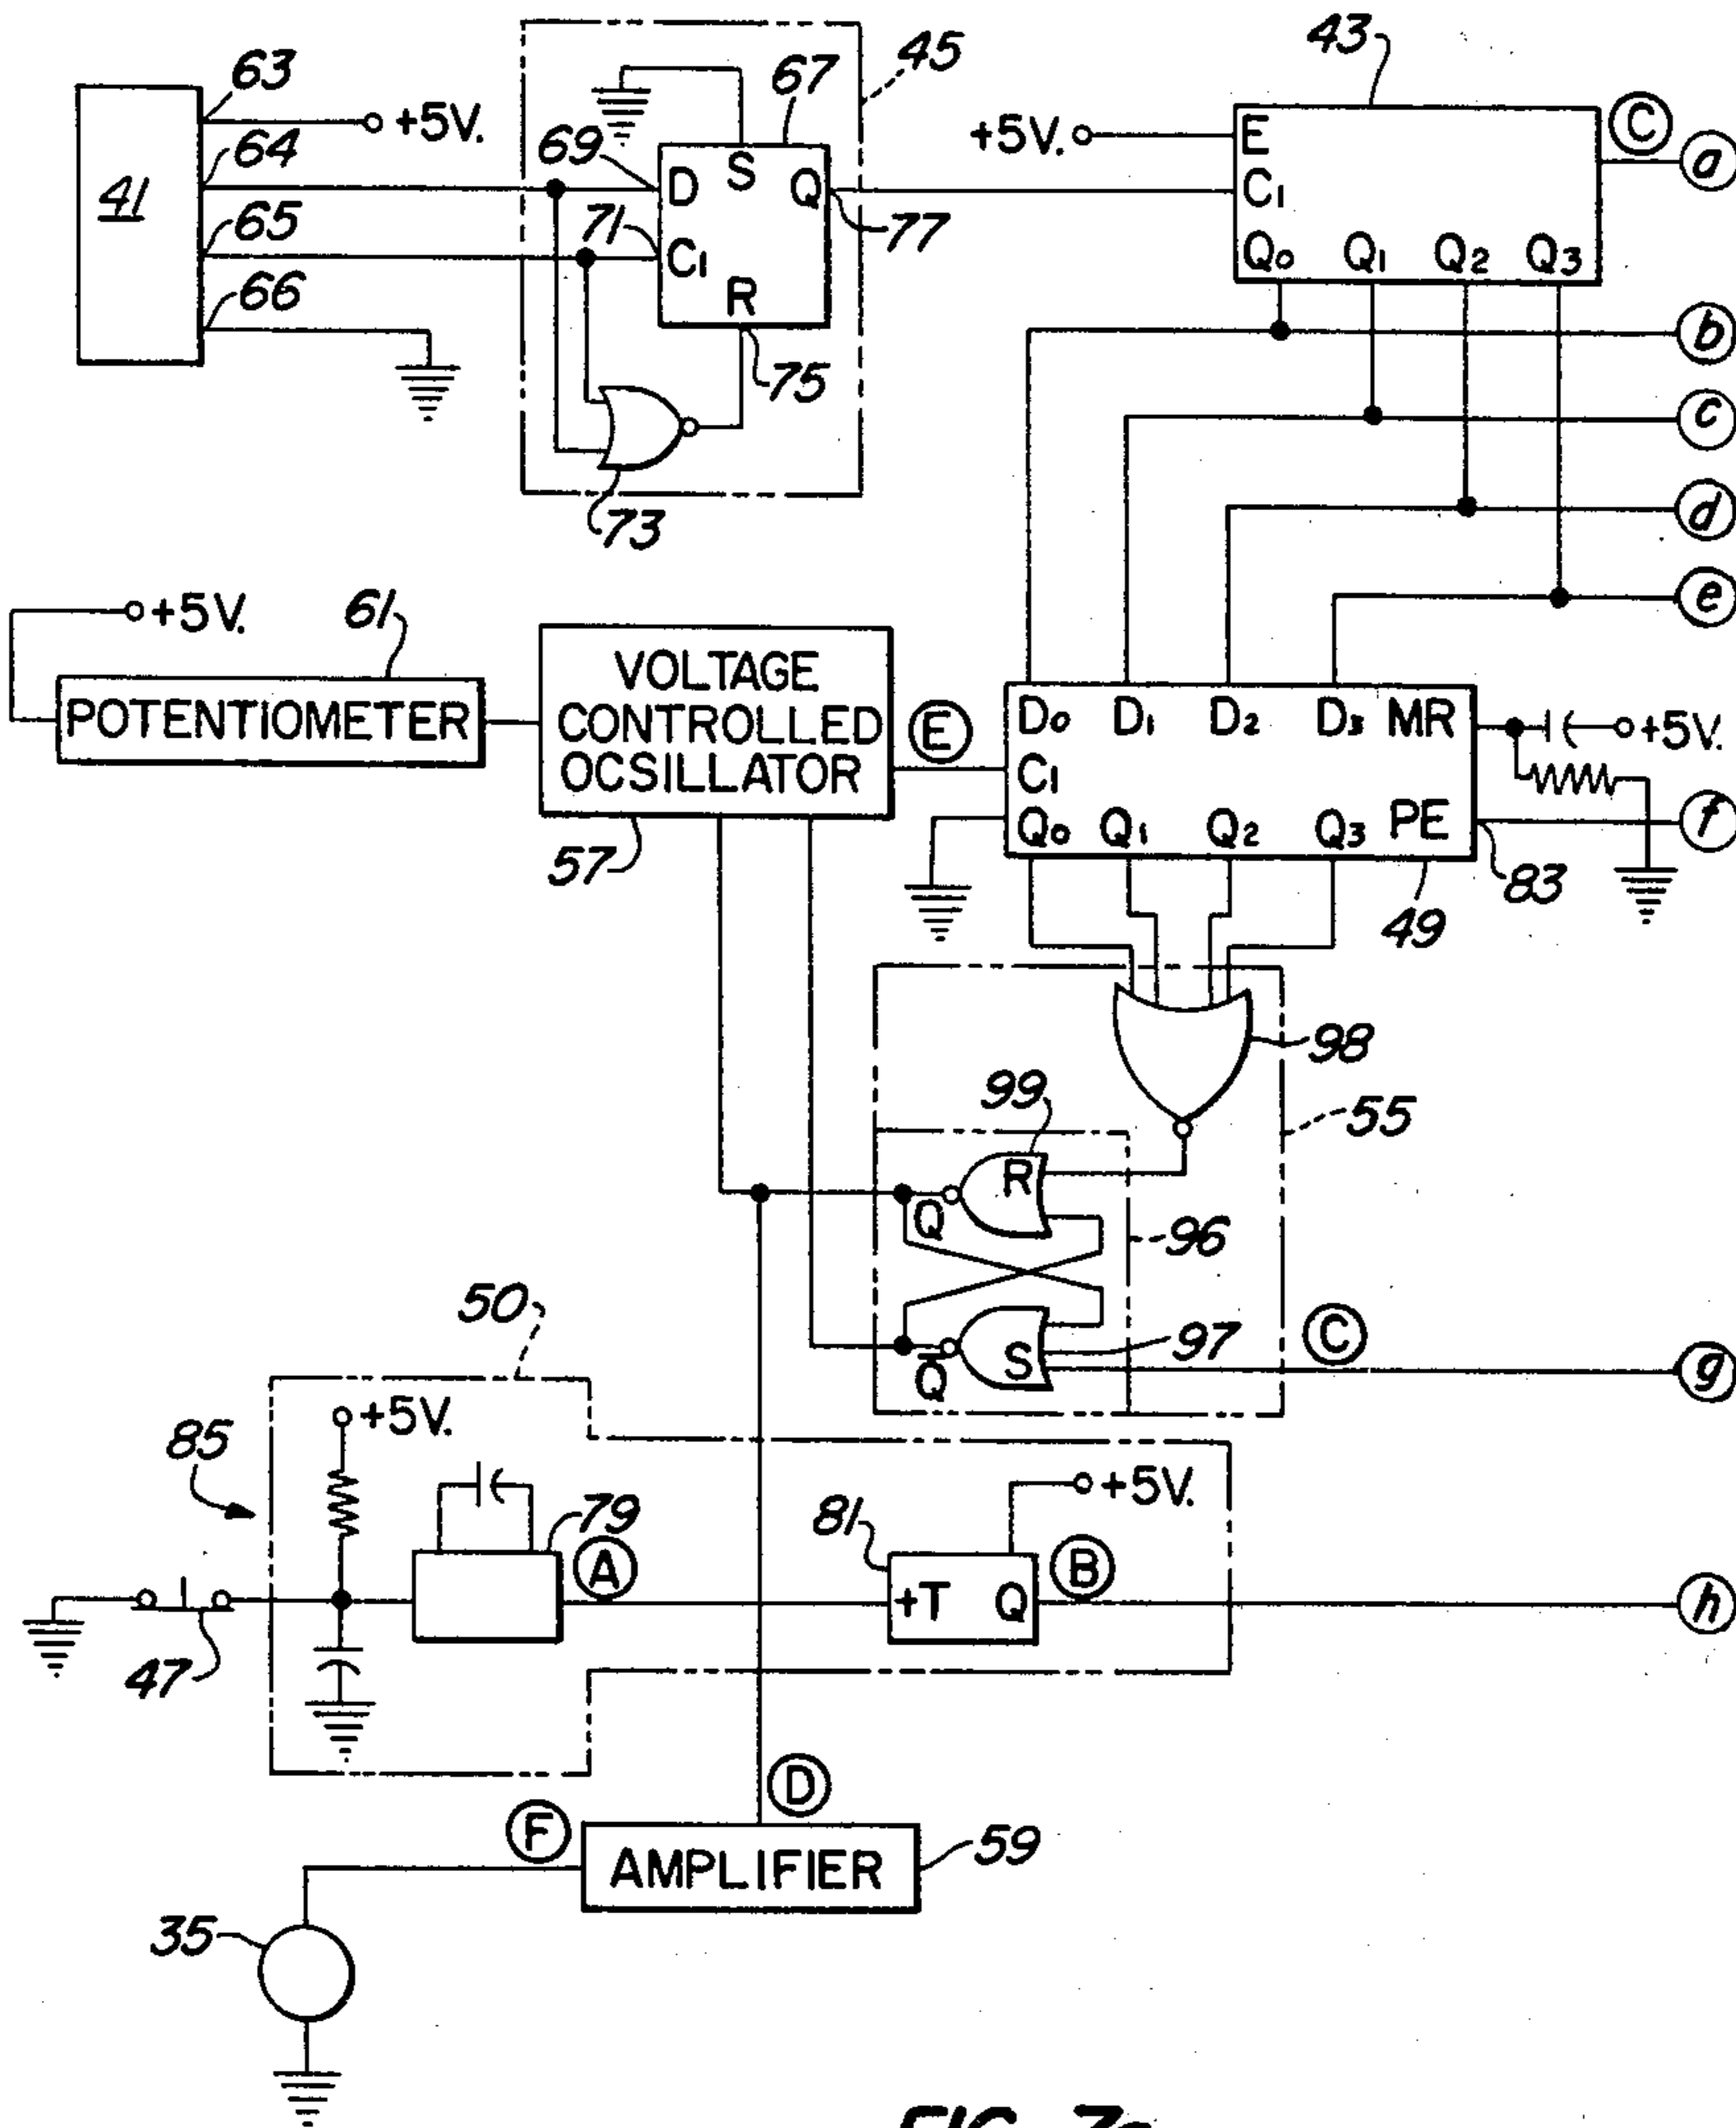 63
+5V.
64
41
65
66
45
67
69
D
S
Q
71
C1
R
77
75
73
43
+5V.
E
C1
Q0 Q1 Q2 Q3
C
a
b
c
d
e
+5V.
61
POTENTIOMETER
VOLTAGE
CONTROLLED
OCSILLATOR
57
E
D0 D1 D2 D3 MR
C1
Q0 Q1 Q2 Q3 PE
+5V.
f
83
49
98
99
55
R
Q
96
97
S
Q̅
C
g
50
85
+5V.
79
A
81
+T Q
+5V.
B
h
47
D
F
AMPLIFIER
59
35